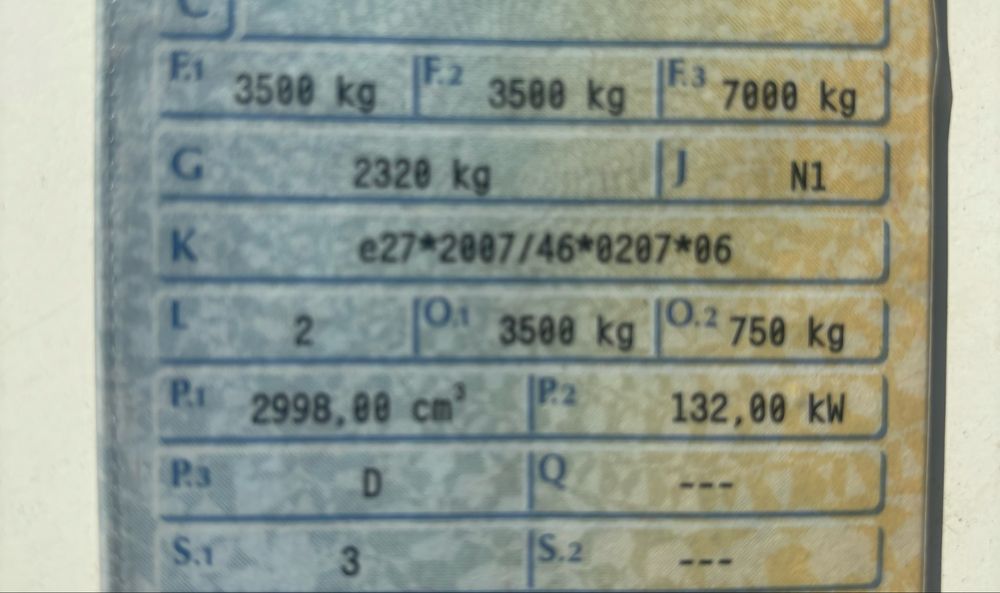 C
F.1 3500 kg F.2 3500 kg F.3 7000 kg
G 2320 kg J N1
K e27*2007/46*0207*06
L 2 O.1 3500 kg O.2 750 kg
P.1 2998,00 cm³ P.2 132,00 kW
P.3 D Q ---
S.1 3 S.2 ---